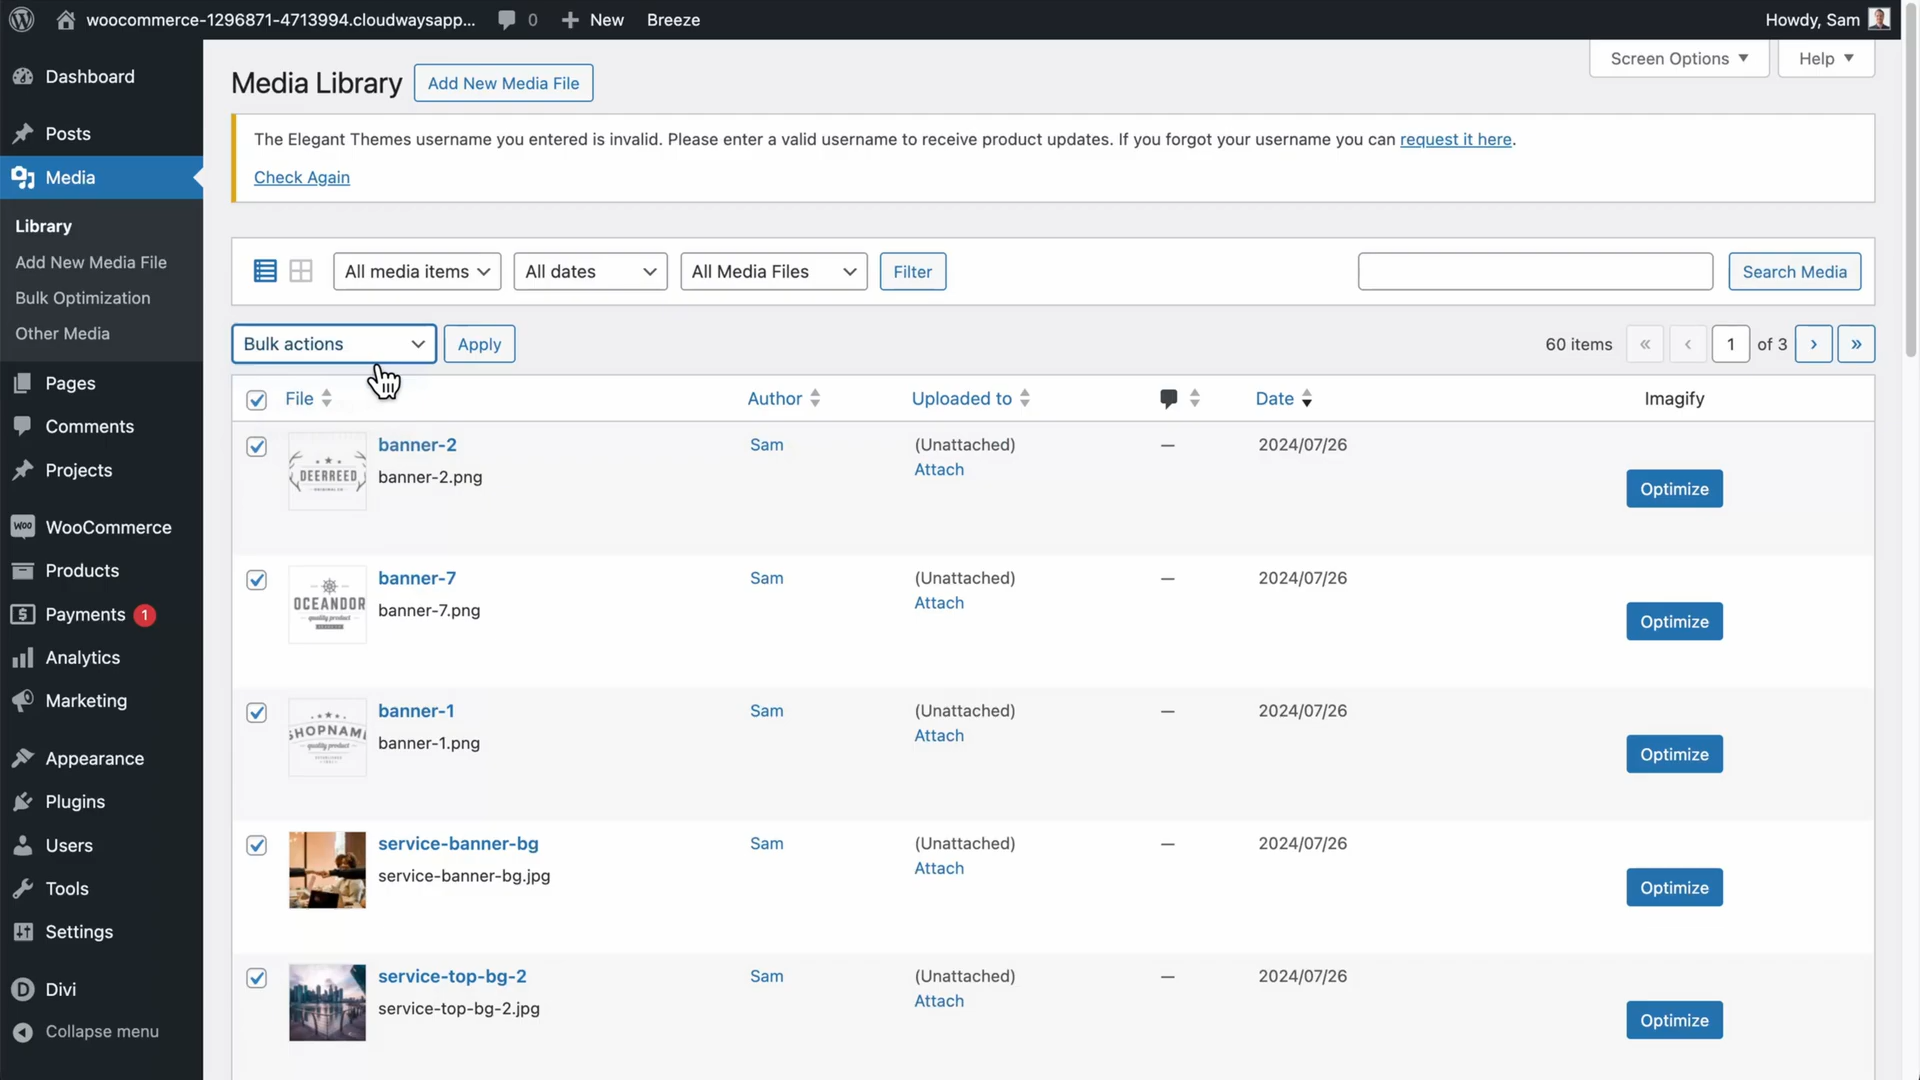 woocommerce-1296871-4713994.cloudwaysapp...
0
New
Breeze
Howdy, Sam
Dashboard
Posts
Media
Library
Add New Media File
Bulk Optimization
Other Media
Pages
Comments
Projects
WOO
WooCommerce
Products
Payments 1
Analytics
Marketing
Appearance
Plugins
Users
Tools
Settings
D
Divi
Collapse menu
Screen Options
Help
Media Library
Add New Media File
The Elegant Themes username you entered is invalid. Please enter a valid username to receive product updates. If you forgot your username you can request it here.
Check Again
All media items
All dates
All Media Files
Filter
Search Media
Bulk actions
Apply
60 items « ‹ 1 of 3 › »
File Author Uploaded to Date Imagify
DEERREED
banner-2 Sam (Unattached) — 2024/07/26
banner-2.png Attach
Optimize
OCEANDOR
quality product
banner-7 Sam (Unattached) — 2024/07/26
banner-7.png Attach
Optimize
SHOPNAM
quality product
banner-1 Sam (Unattached) — 2024/07/26
banner-1.png Attach
Optimize
service-banner-bg Sam (Unattached) — 2024/07/26
service-banner-bg.jpg Attach
Optimize
service-top-bg-2 Sam (Unattached) — 2024/07/26
service-top-bg-2.jpg Attach
Optimize